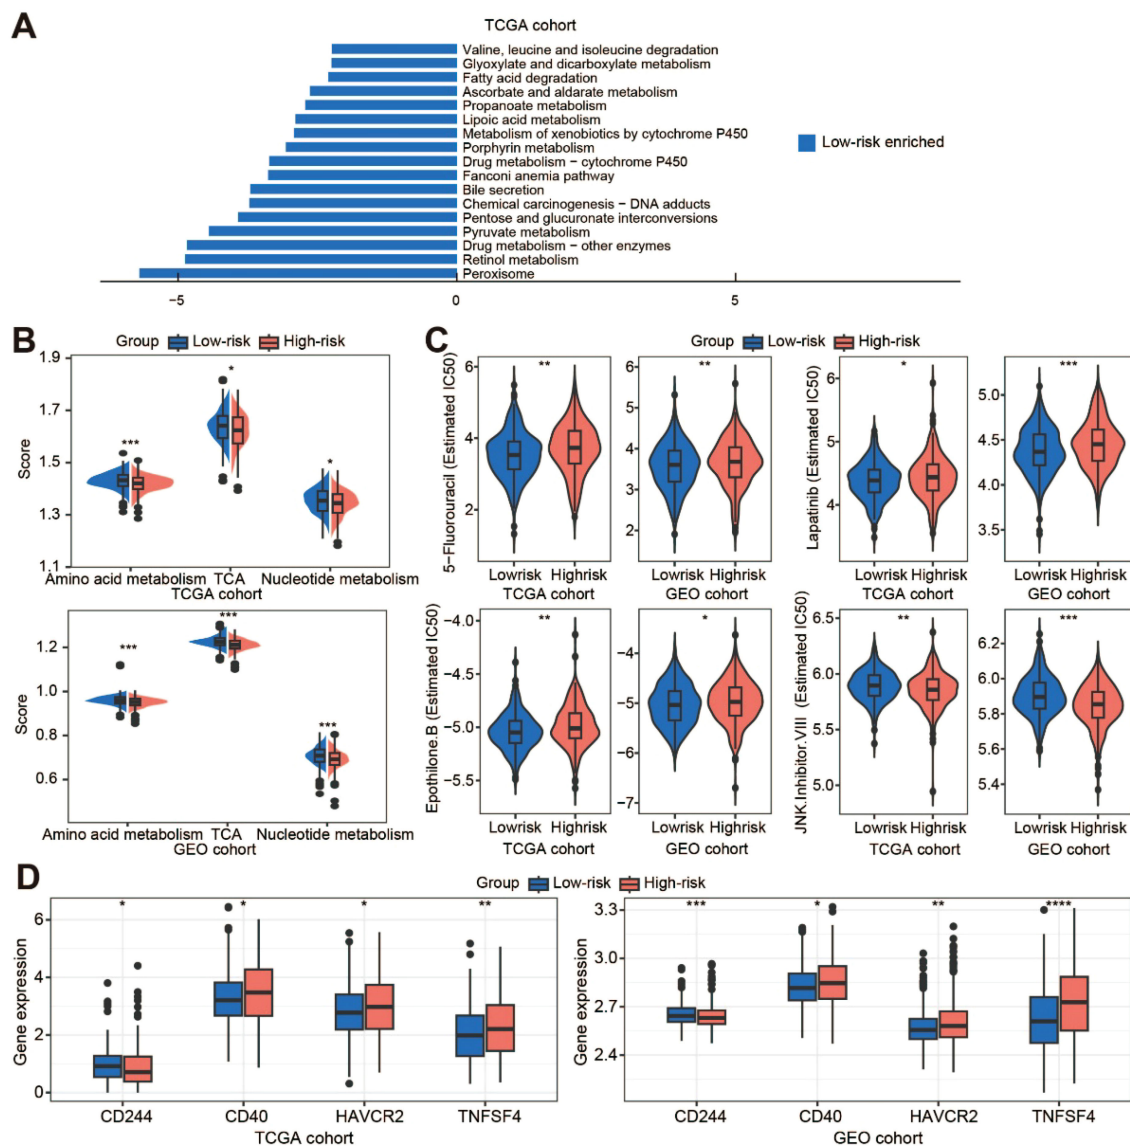 A
TCGA cohort
Valine, leucine and isoleucine degradation
Glyoxylate and dicarboxylate metabolism
Fatty acid degradation
Ascorbate and aldarate metabolism
Propanoate metabolism
Lipoic acid metabolism
Metabolism of xenobiotics by cytochrome P450
Porphyrin metabolism
Drug metabolism − cytochrome P450
Fanconi anemia pathway
Bile secretion
Chemical carcinogenesis − DNA adducts
Pentose and glucuronate interconversions
Pyruvate metabolism
Drug metabolism − other enzymes
Retinol metabolism
Peroxisome
Low-risk enriched
−5 0 5
B
Group Low-risk High-risk
Score
1.9
1.7
1.5
1.3
1.1
***
*
*
Amino acid metabolism TCA Nucleotide metabolism
TCGA cohort
Score
1.2
1.0
0.8
0.6
***
***
***
Amino acid metabolism TCA Nucleotide metabolism
GEO cohort
C
Group Low-risk High-risk
5−Fluorouracil (Estimated IC50)
6
4
2
**
Lowrisk Highrisk
TCGA cohort
6
5
4
3
2
**
Lowrisk Highrisk
GEO cohort
Lapatinib (Estimated IC50)
6
5
4
*
Lowrisk Highrisk
TCGA cohort
5.0
4.5
4.0
3.5
***
Lowrisk Highrisk
GEO cohort
Epothilone.B (Estimated IC50)
−4.0
−4.5
−5.0
−5.5
**
Lowrisk Highrisk
TCGA cohort
−4
−5
−6
−7
*
Lowrisk Highrisk
GEO cohort
JNK.Inhibitor.VIII (Estimated IC50)
6.5
6.0
5.5
5.0
**
Lowrisk Highrisk
TCGA cohort
6.2
6.0
5.8
5.6
5.4
***
Lowrisk Highrisk
GEO cohort
D
Group Low-risk High-risk
Gene expression
6
4
2
0
* * * **
CD244 CD40 HAVCR2 TNFSF4
TCGA cohort
Gene expression
3.3
3.0
2.7
2.4
*** * ** ****
CD244 CD40 HAVCR2 TNFSF4
GEO cohort